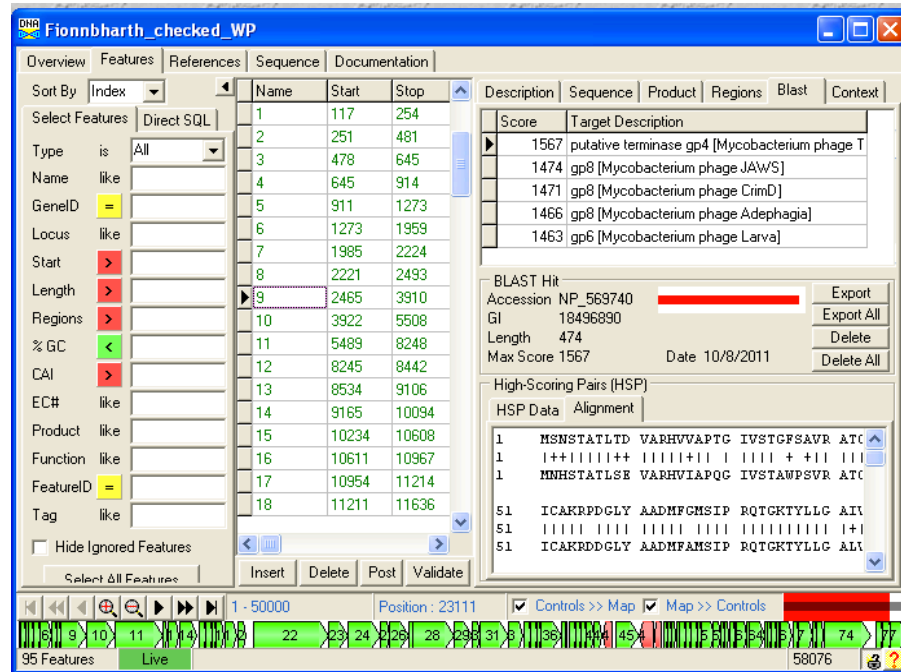 Fionnbharth_checked_WP
Overview Features References Sequence Documentation
Sort By Index
Select Features Direct SQL
Type is All
Name like
GeneID =
Locus like
Start >
Length >
Regions >
% GC <
CAI >
EC# like
Product like
Function like
FeatureID =
Tag like
Hide Ignored Features
Select All Features
Name Start Stop
1 117 254
2 251 481
3 478 645
4 645 914
5 911 1273
6 1273 1959
7 1985 2224
8 2221 2493
9 2465 3910
10 3922 5508
11 5489 8248
12 8245 8442
13 8534 9106
14 9165 10094
15 10234 10608
16 10611 10967
17 10954 11214
18 11211 11636
Insert Delete Post Validate
Description Sequence Product Regions Blast Context
Score Target Description
1567 putative terminase gp4 [Mycobacterium phage T
1474 gp8 [Mycobacterium phage JAWS]
1471 gp8 [Mycobacterium phage CrimD]
1466 gp8 [Mycobacterium phage Adephagia]
1463 gp6 [Mycobacterium phage Larva]
BLAST Hit
Accession NP_569740 Export
GI 18496890 Export All
Length 474 Delete
Max Score 1567 Date 10/8/2011 Delete All
High-Scoring Pairs (HSP)
HSP Data Alignment
1 MSNSTATLTD VARHVVAPTG IVSTGFSAVR ATC
1 |++|||||++ |||||+|| | |||| + +|| |||
1 MNHSTATLSE VARHVIAPQG IVSTAWPSVR ATC
51 ICAKRPDGLY AADMFGMSIP RQTGKTYLLG AIV
51 ||||| |||| ||||| |||| |||||||||| |+|
51 ICAKRDDGLY AADMFAMSIP RQTGKTYLLG ALV
1 - 50000 Position : 23111 Controls >> Map Map >> Controls
6 9 10 11 22 23 24 28 31 36 45 74 77
95 Features Live 58076